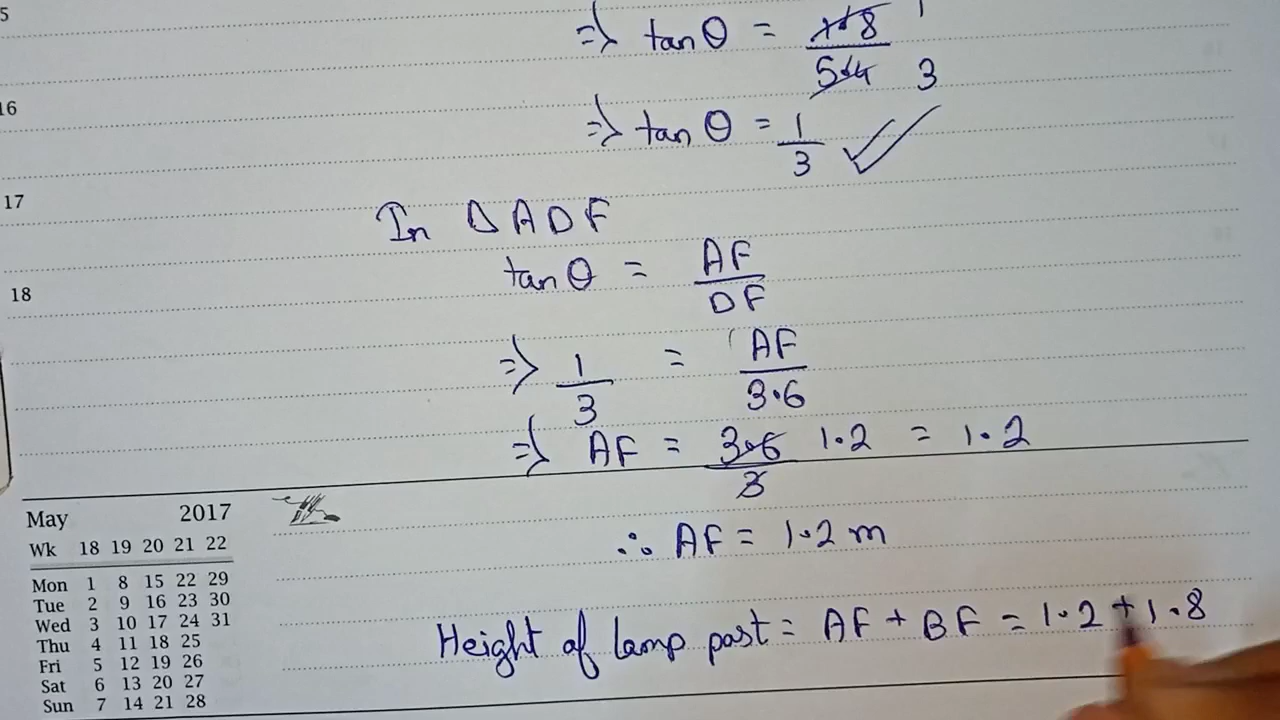 5
⇒ tan θ = 1.8 / 5.4 1 3
16
⇒ tan θ = 1/3
17
In Δ ADF
tan θ = AF/DF
18
⇒ 1/3 = AF/3.6
⇒ AF = 3.6/3 1.2 = 1.2
∴ AF = 1.2 m
Height of lamp post = AF + BF = 1.2 + 1.8
May 2017
Wk 18 19 20 21 22
Mon 1 8 15 22 29
Tue 2 9 16 23 30
Wed 3 10 17 24 31
Thu 4 11 18 25
Fri 5 12 19 26
Sat 6 13 20 27
Sun 7 14 21 28